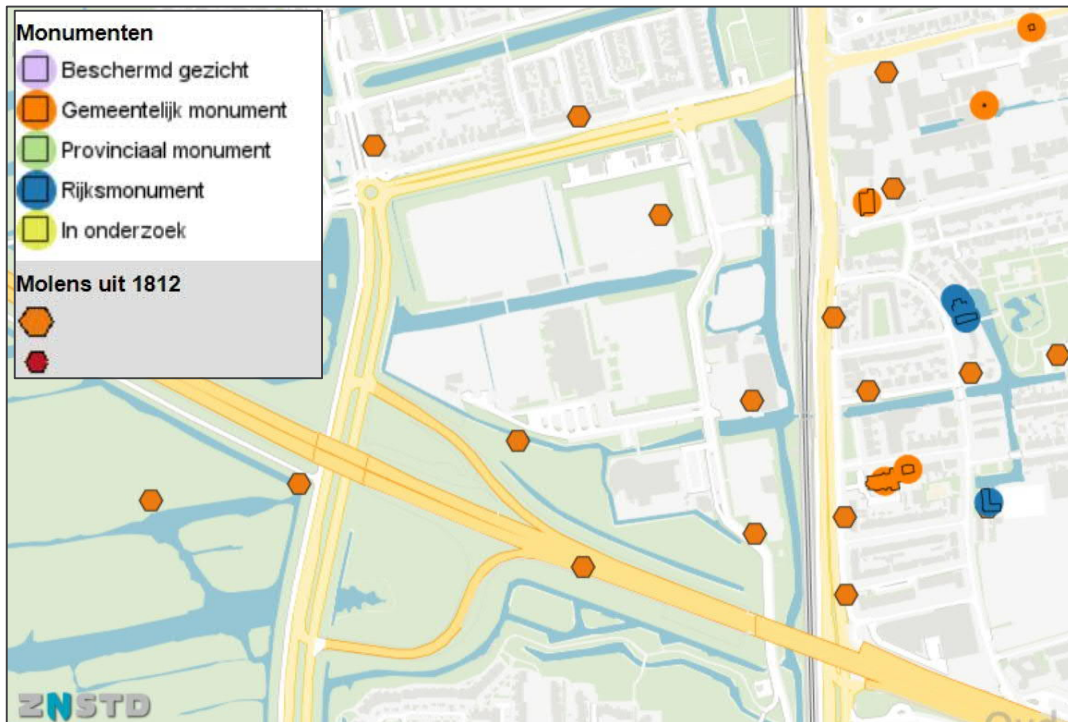 Monumenten
Beschermd gezicht
Gemeentelijk monument
Provinciaal monument
Rijksmonument
In onderzoek
Molens uit 1812
ZNSTD